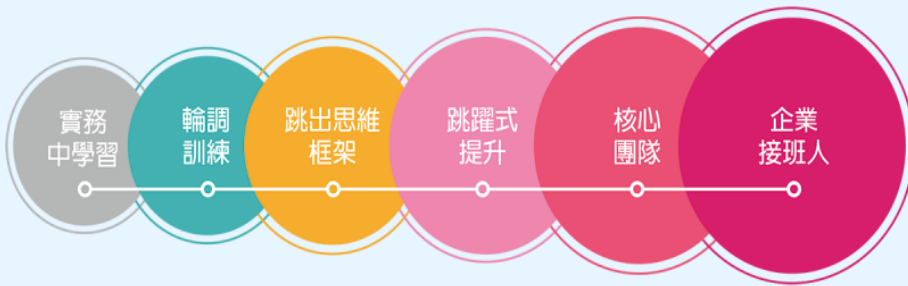 實務
中學習
輪調
訓練
跳出思維
框架
跳躍式
提升
核心
團隊
企業
接班人